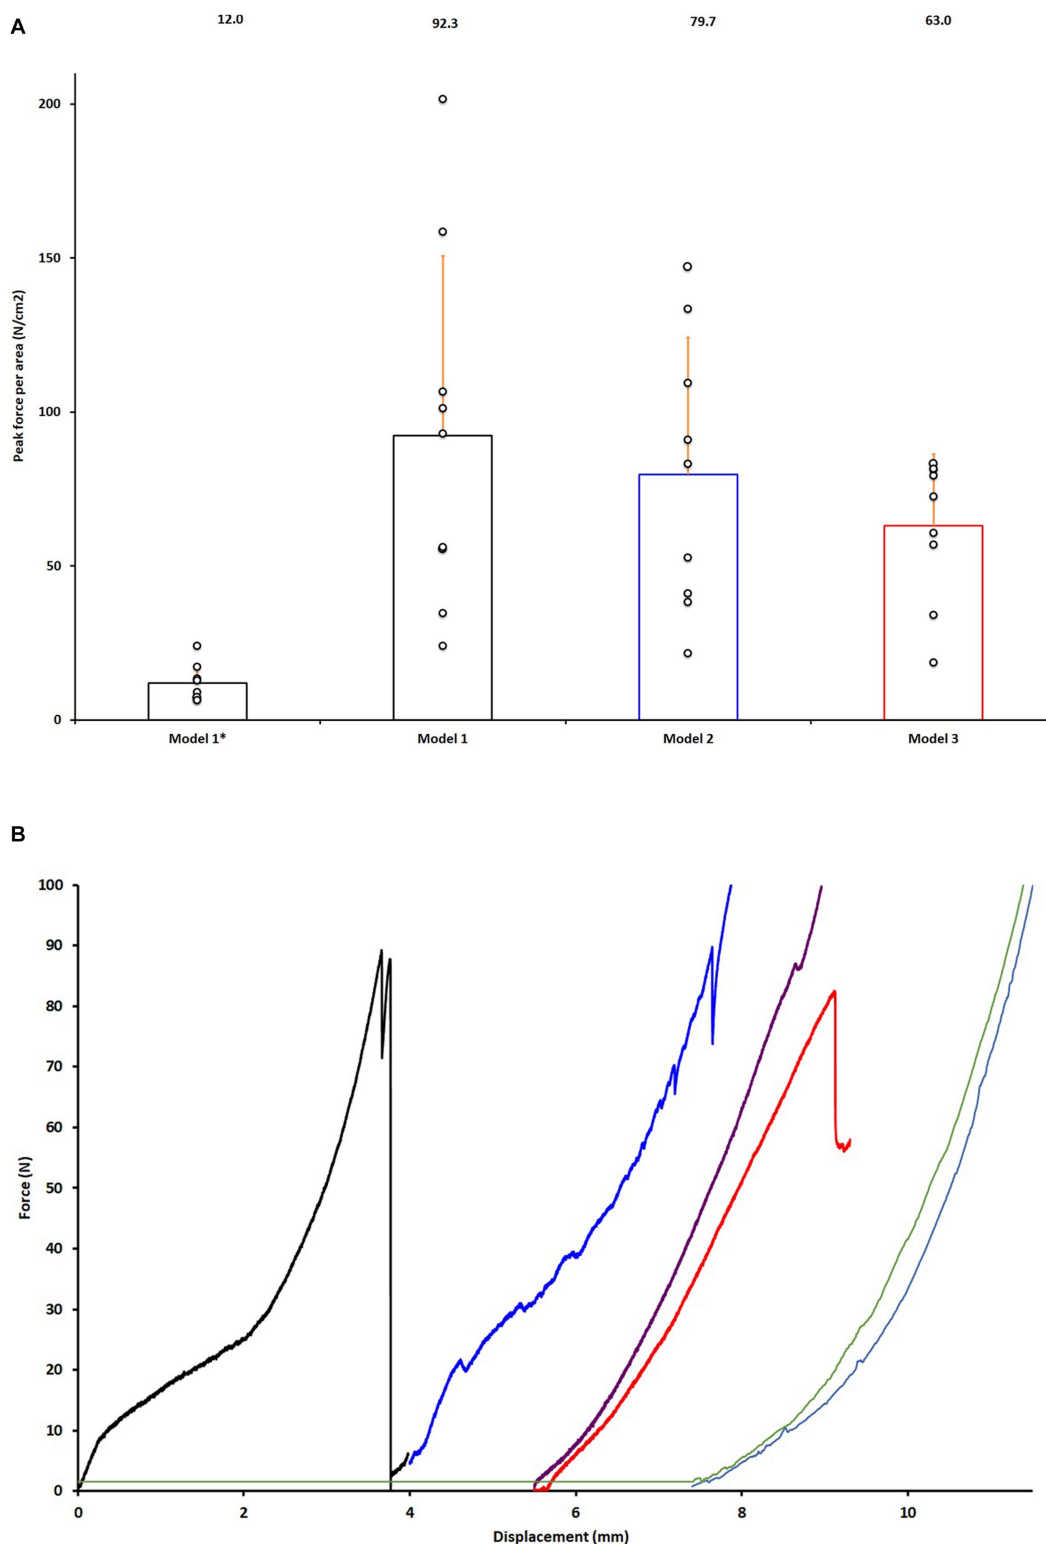 A
12.0 92.3 79.7 63.0
200
150
100
50
0
Peak force per area (N/cm2)
Model 1* Model 1 Model 2 Model 3
B
100
90
80
70
60
50
40
30
20
10
0
Force (N)
0 2 4 6 8 10
Displacement (mm)